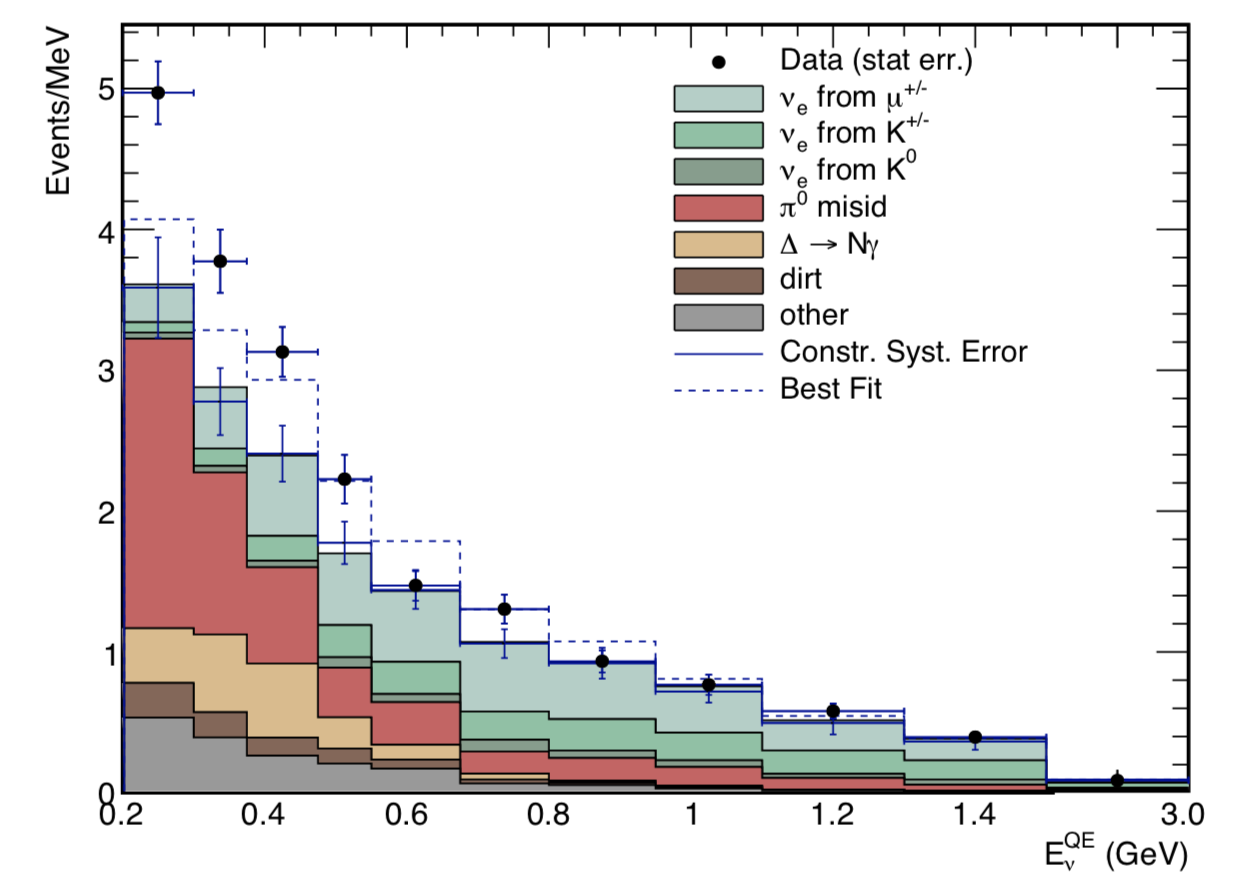 Events/MeV
5
4
3
2
1
0
Data (stat err.)
νe from μ+/-
νe from K+/-
νe from K0
π0 misid
Δ → Nγ
dirt
other
Constr. Syst. Error
Best Fit
0.2 0.4 0.6 0.8 1 1.2 1.4 3.0
EνQE (GeV)